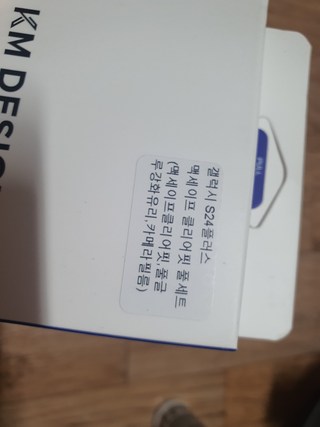 KM DESIG
갤럭시 S24플러스
맥세이프 클리어핏 풀 세트
(맥세이프클리어핏,풀글
루강화유리,카메라필름)
PULL